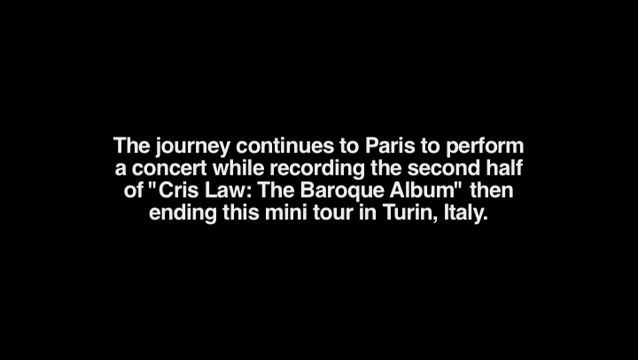 The journey continues to Paris to perform
a concert while recording the second half
of "Cris Law: The Baroque Album" then
ending this mini tour in Turin, Italy.